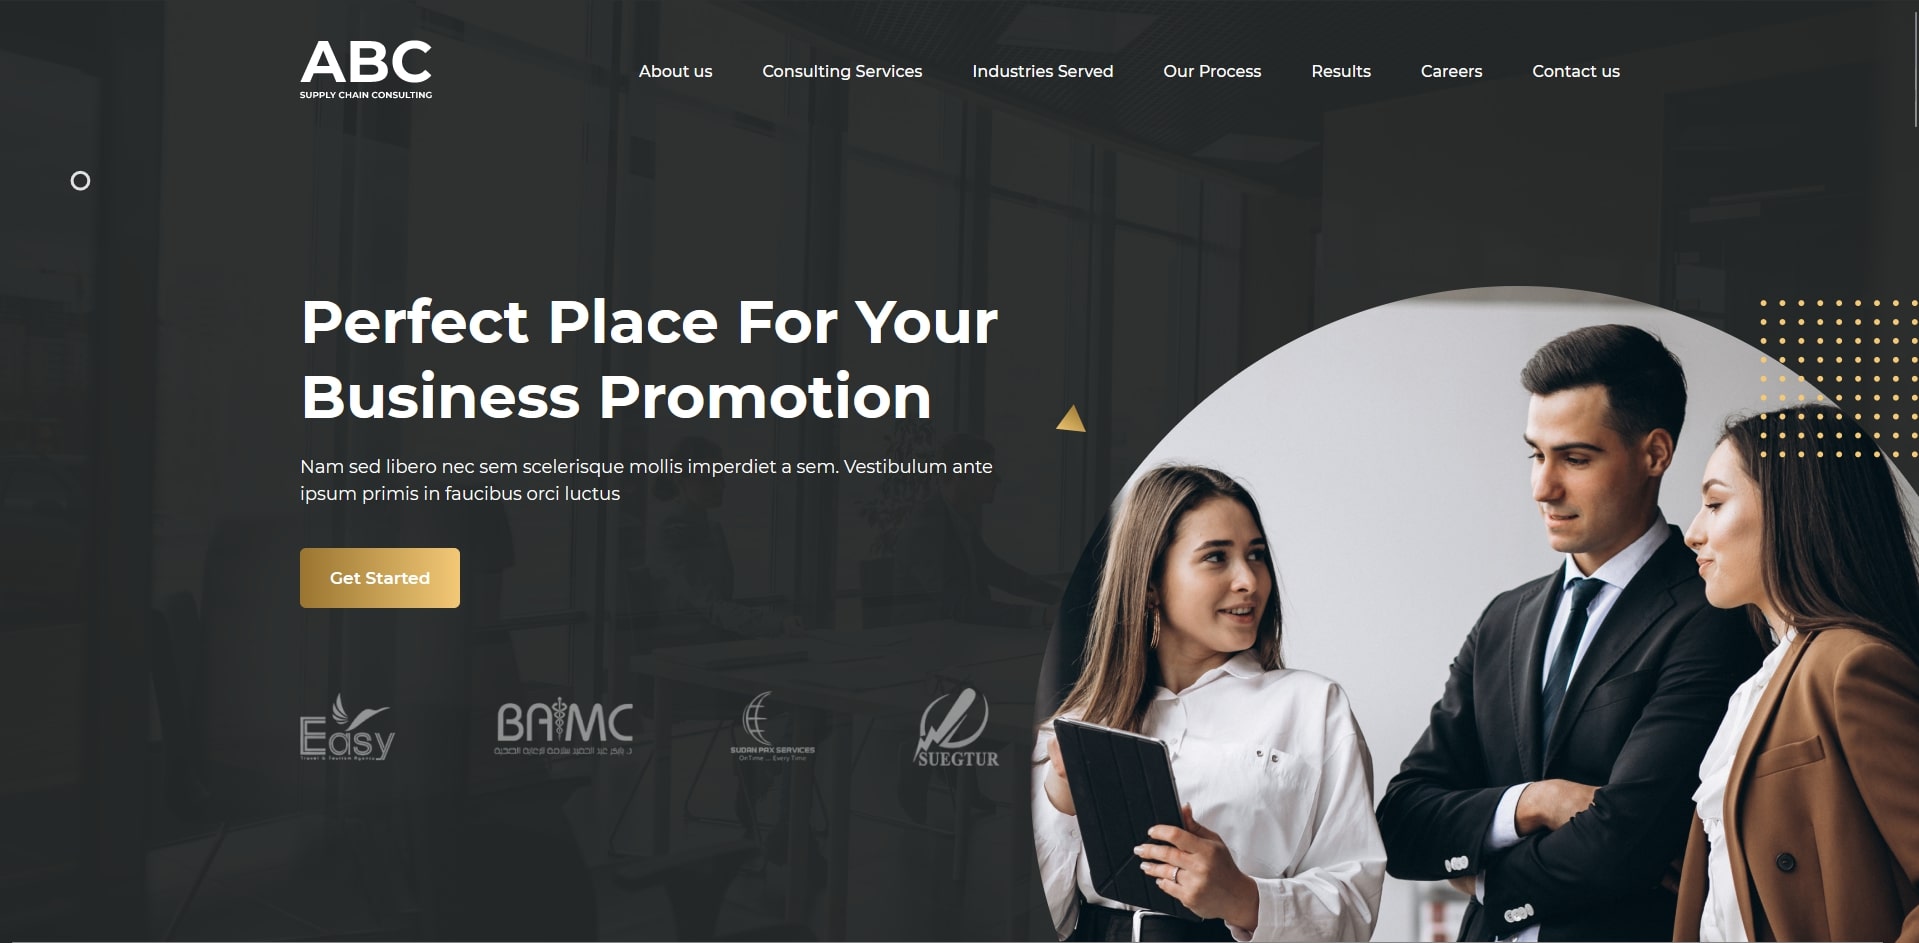 ABC
SUPPLY CHAIN CONSULTING
About us
Consulting Services
Industries Served
Our Process
Results
Careers
Contact us
Perfect Place For Your
Business Promotion
Nam sed libero nec sem scelerisque mollis imperdiet a sem. Vestibulum ante
ipsum primis in faucibus orci luctus
Get Started
Easy
Travel & Tourism Agency
BAIMC
SUDAN PAX SERVICES
OnTime ... Every Time
SUEGTUR